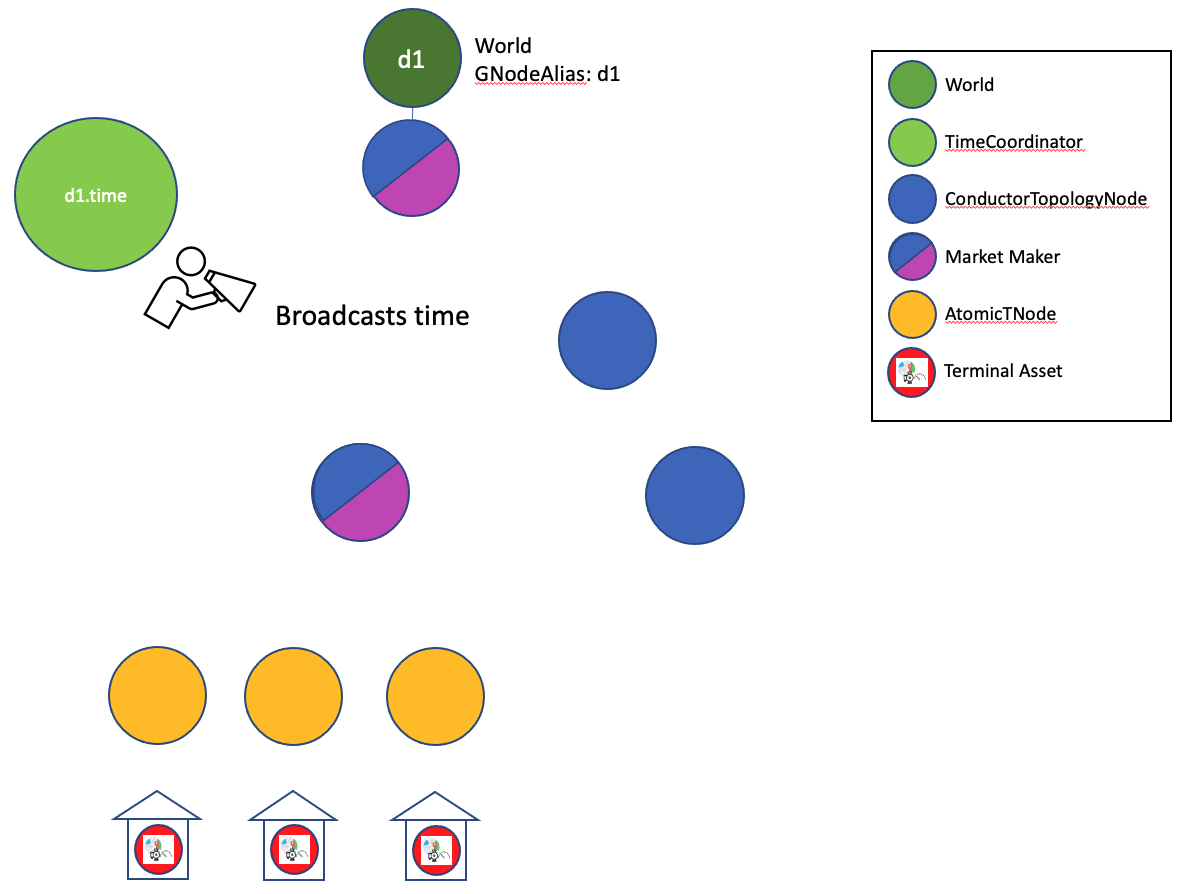 d1
World
GNodeAlias: d1
d1.time
Broadcasts time
World
TimeCoordinator
ConductorTopologyNode
Market Maker
AtomicTNode
Terminal Asset